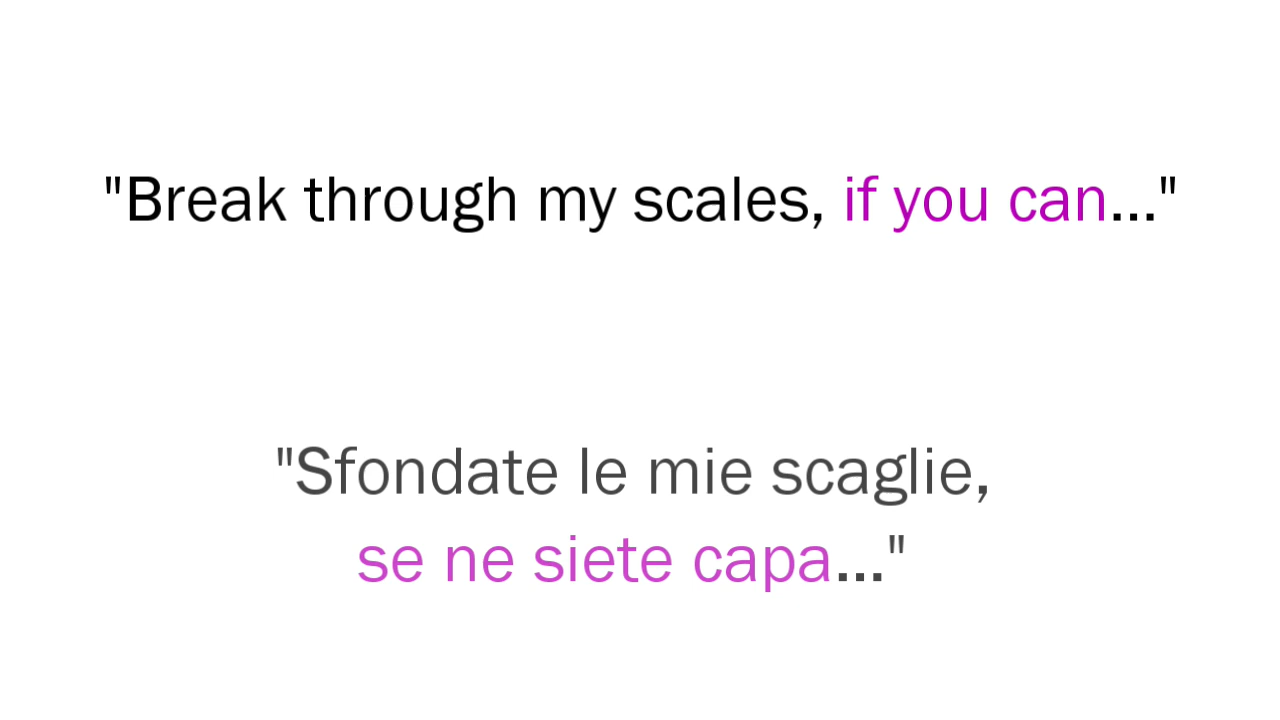 "Break through my scales, if you can..."
"Sfondate le mie scaglie,
se ne siete capa..."